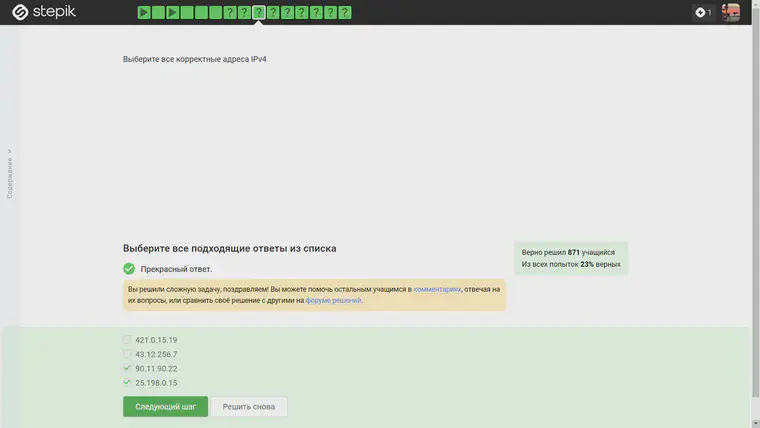 stepik
1
Выберите все корректные адреса IPv4
Содержание
Выберите все подходящие ответы из списка
Верно решил 871 учащийся
Из всех попыток 23% верных
Прекрасный ответ.
Вы решили сложную задачу, поздравляем! Вы можете помочь остальным учащимся в комментариях, отвечая на
их вопросы, или сравнить своё решение с другими на форуме решений.
421.0.15.19
43.12.256.7
90.11.90.22
25.198.0.15
Следующий шаг
Решить снова